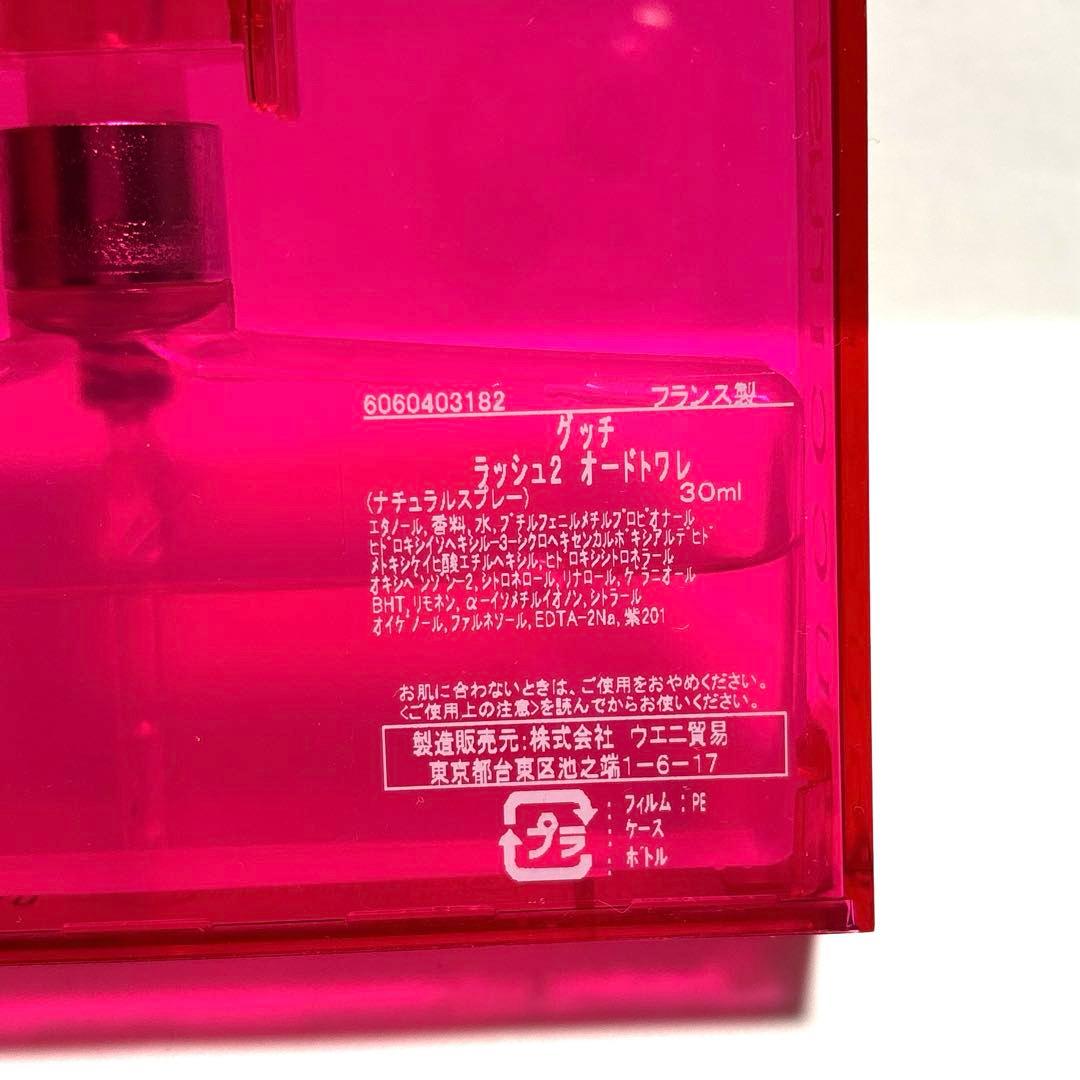 6060403182 フランス製
グッチ
ラッシュ2 オードトワレ
(ナチュラルスプレー) 30ml
エタノール,香料,水,ブチルフェニルメチルプロピオナール
ヒドロキシイソヘキシル-3-シクロヘキセンカルボキシアルデヒド
メトキシケイヒ酸エチルヘキシル,ヒドロキシシトロネラール
オキシベンゾン-2,シトロネロール,リナロール,ゲラニオール
BHT,リモネン,α-イソメチルイオノン,シトラール
オイゲノール,ファルネソール,EDTA-2Na,紫201
お肌に合わないときは、ご使用をおやめください。
<ご使用上の注意>を読んでからお使いください。
製造販売元:株式会社 ウエニ貿易
東京都台東区池之端1-6-17
プラ
フィルム:PE
ケース
ボトル